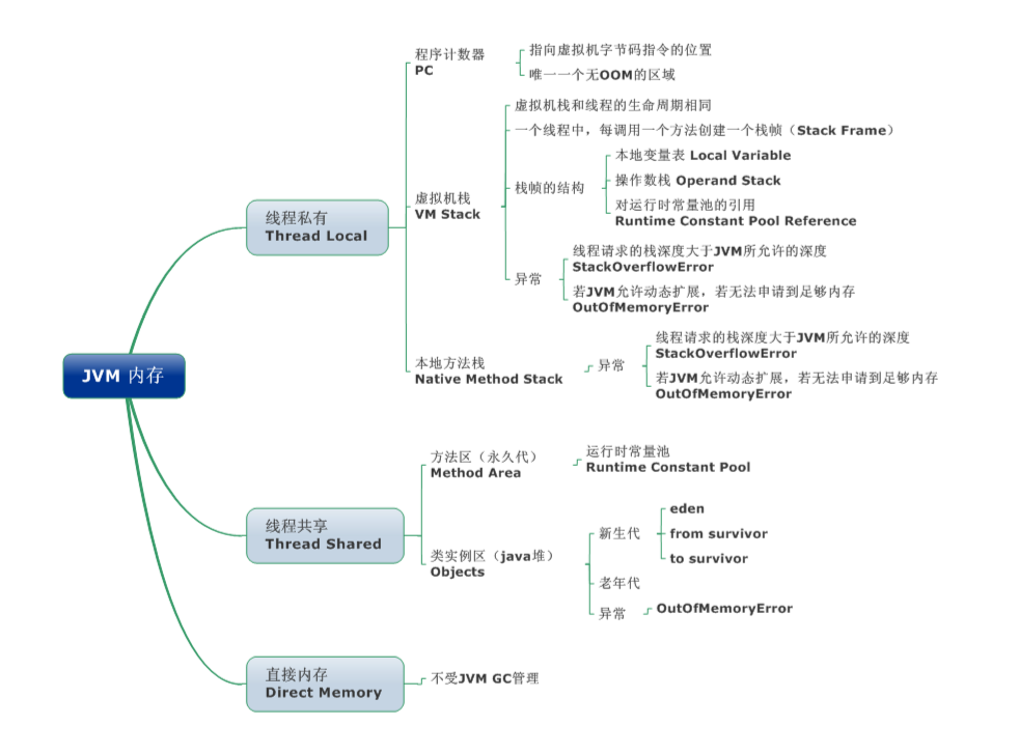 JVM 内存
线程私有
Thread Local
程序计数器
PC
指向虚拟机字节码指令的位置
唯一一个无OOM的区域
虚拟机栈
VM Stack
虚拟机栈和线程的生命周期相同
一个线程中，每调用一个方法创建一个栈帧（Stack Frame）
栈帧的结构
本地变量表 Local Variable
操作数栈 Operand Stack
对运行时常量池的引用
Runtime Constant Pool Reference
异常
线程请求的栈深度大于JVM所允许的深度
StackOverflowError
若JVM允许动态扩展，若无法申请到足够内存
OutOfMemoryError
本地方法栈
Native Method Stack
异常
线程请求的栈深度大于JVM所允许的深度
StackOverflowError
若JVM允许动态扩展，若无法申请到足够内存
OutOfMemoryError
线程共享
Thread Shared
方法区（永久代）
Method Area
运行时常量池
Runtime Constant Pool
类实例区（java堆）
Objects
新生代
eden
from survivor
to survivor
老年代
异常
OutOfMemoryError
直接内存
Direct Memory
不受JVM GC管理